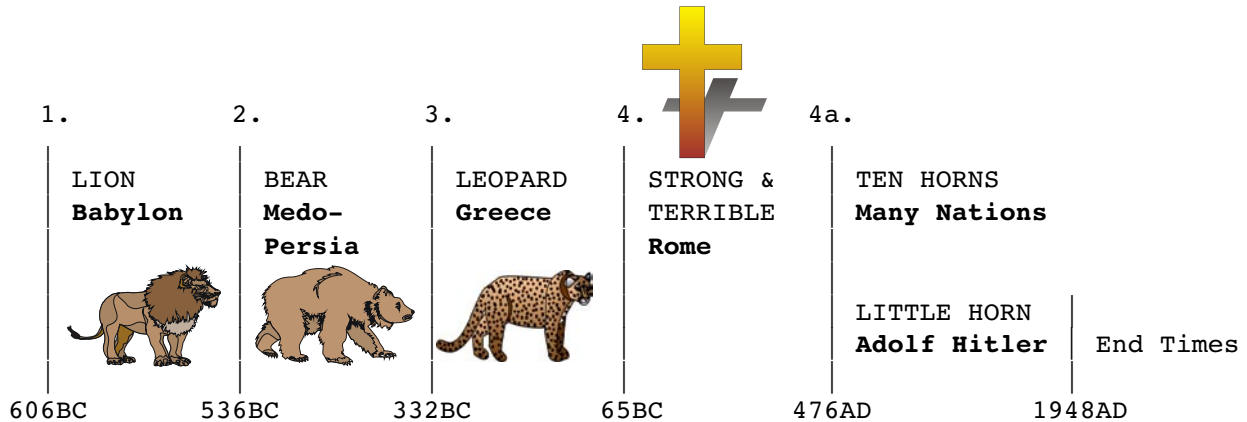 1. 2. 3. 4. 4a.
LION BEAR LEOPARD STRONG & TEN HORNS
Babylon Medo- Greece TERRIBLE Many Nations
Persia Rome
LITTLE HORN
Adolf Hitler End Times
606BC 536BC 332BC 65BC 476AD 1948AD